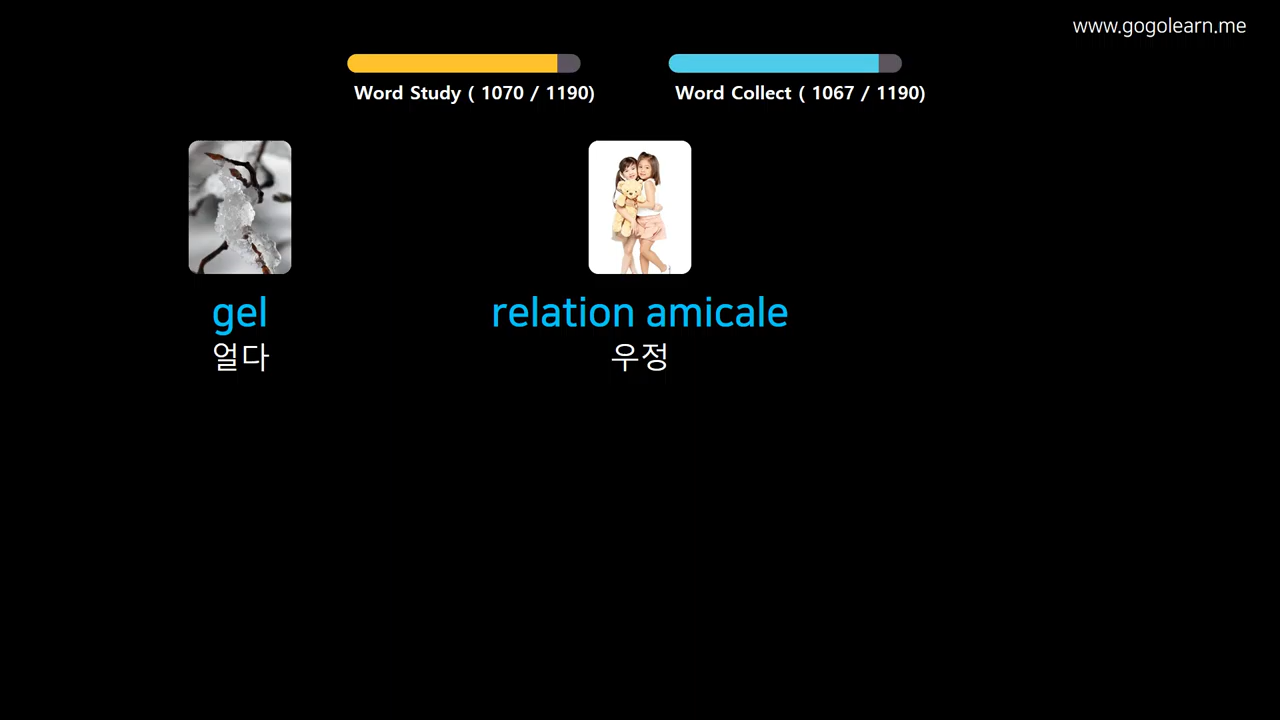 www.gogolearn.me
Word Study ( 1070 / 1190)
Word Collect ( 1067 / 1190)
gel
얼다
relation amicale
우정